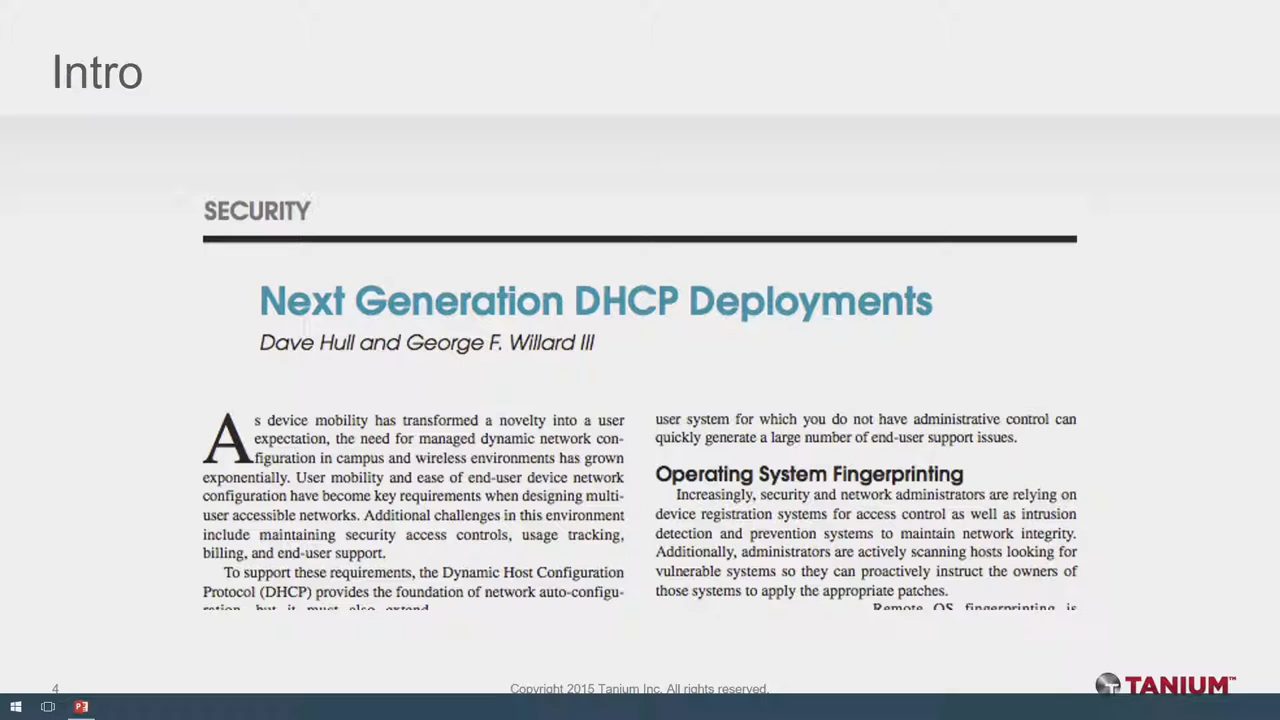 Intro
SECURITY
Next Generation DHCP Deployments
Dave Hull and George F. Willard III
As device mobility has transformed a novelty into a user
expectation, the need for managed dynamic network con-
figuration in campus and wireless environments has grown
exponentially. User mobility and ease of end-user device network
configuration have become key requirements when designing multi-
user accessible networks. Additional challenges in this environment
include maintaining security access controls, usage tracking,
billing, and end-user support.
To support these requirements, the Dynamic Host Configuration
Protocol (DHCP) provides the foundation of network auto-configu-
ration, but it must also extend
user system for which you do not have administrative control can
quickly generate a large number of end-user support issues.
Operating System Fingerprinting
Increasingly, security and network administrators are relying on
device registration systems for access control as well as intrusion
detection and prevention systems to maintain network integrity.
Additionally, administrators are actively scanning hosts looking for
vulnerable systems so they can proactively instruct the owners of
those systems to apply the appropriate patches.
Remote OS fingerprinting is
4
Copyright 2015 Tanium Inc. All rights reserved.
TANIUM™